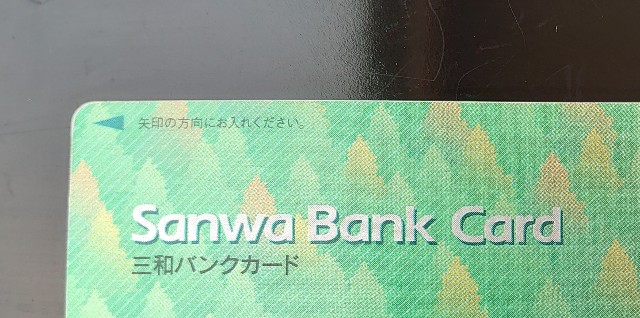 矢印の方向にお入れください。
Sanwa Bank Card
三和バンクカード